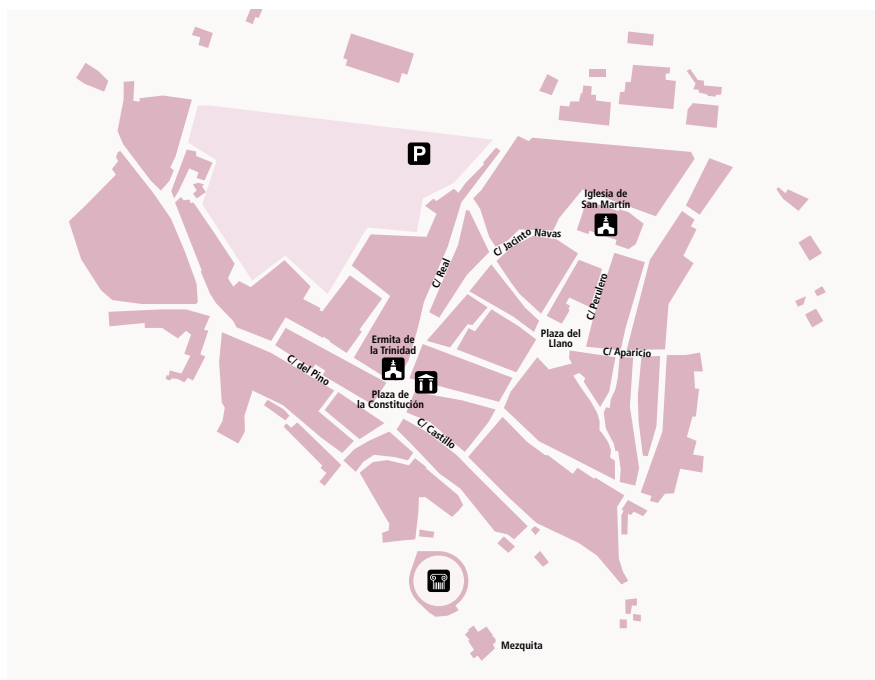 P
Iglesia de
San Martín
C/ Jacinto Navas
C/ Real
C/ Perulero
Plaza del
Llano
Ermita de
la Trinidad
C/ Aparicio
C/ del Pino
Plaza de
la Constitución
C/ Castillo
Mezquita